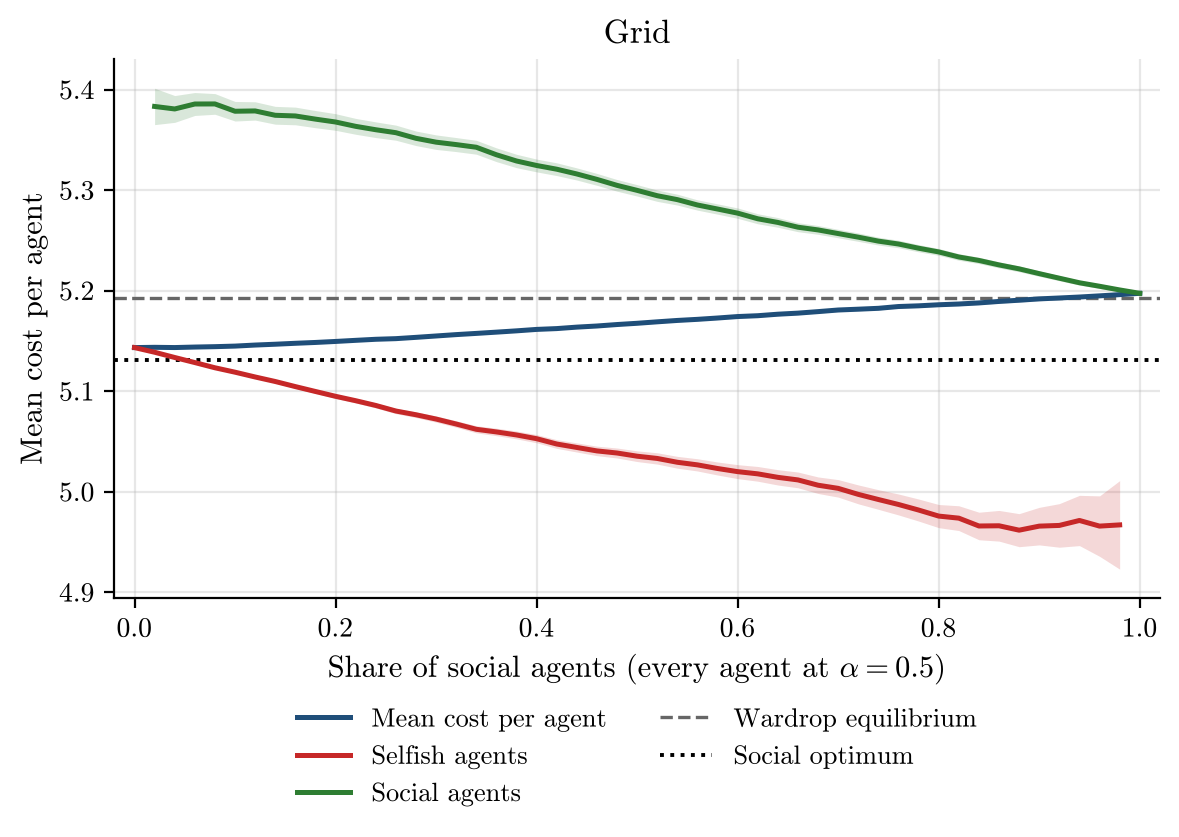 Grid
Mean cost per agent
5.4
5.3
5.2
5.1
5.0
4.9
0.0 0.2 0.4 0.6 0.8 1.0
Share of social agents (every agent at α = 0.5)
Mean cost per agent
Selfish agents
Social agents
Wardrop equilibrium
Social optimum